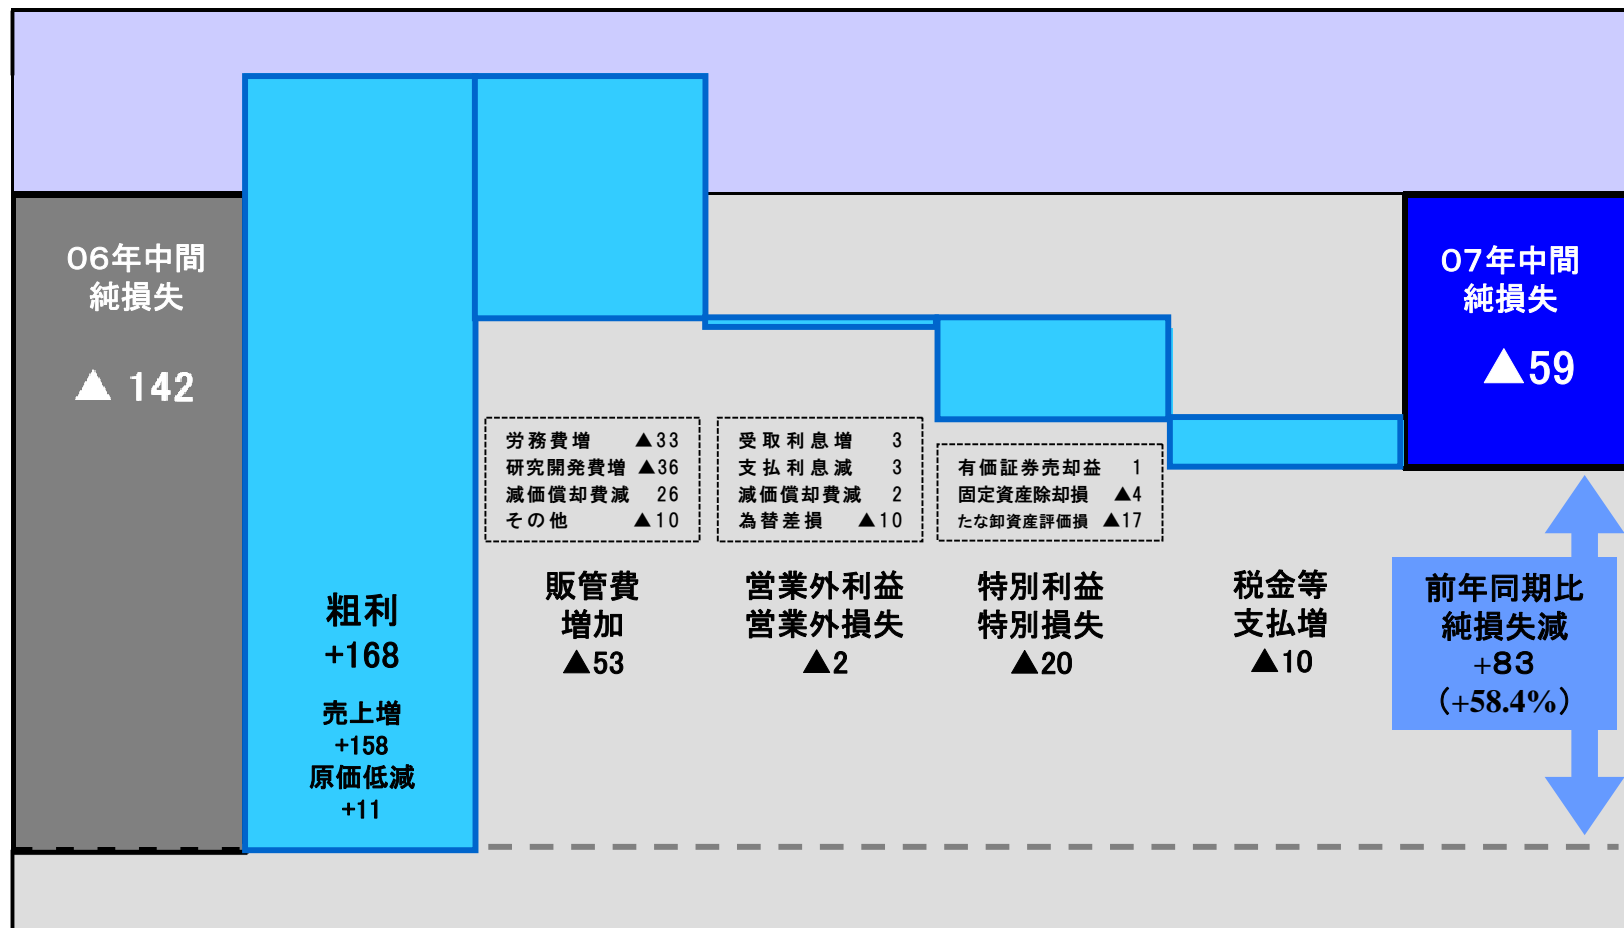 06年中間
純損失
▲ 142
粗利
+168
売上増
+158
原価低減
+11
労務費増 ▲33
研究開発費増 ▲36
減価償却費減 26
その他 ▲10
販管費
増加
▲53
受取利息増 3
支払利息減 3
減価償却費減 2
為替差損 ▲10
営業外利益
営業外損失
▲2
有価証券売却益 1
固定資産除却損 ▲4
たな卸資産評価損 ▲17
特別利益
特別損失
▲20
税金等
支払増
▲10
07年中間
純損失
▲59
前年同期比
純損失減
+83
(+58.4%)